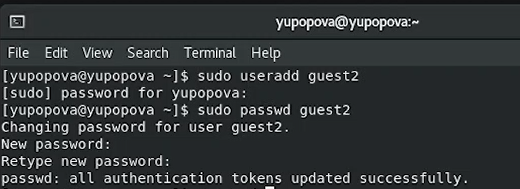 yupopova@yupopova:~
File Edit View Search Terminal Help
[yupopova@yupopova ~]$ sudo useradd guest2
[sudo] password for yupopova:
[yupopova@yupopova ~]$ sudo passwd guest2
Changing password for user guest2.
New password:
Retype new password:
passwd: all authentication tokens updated successfully.